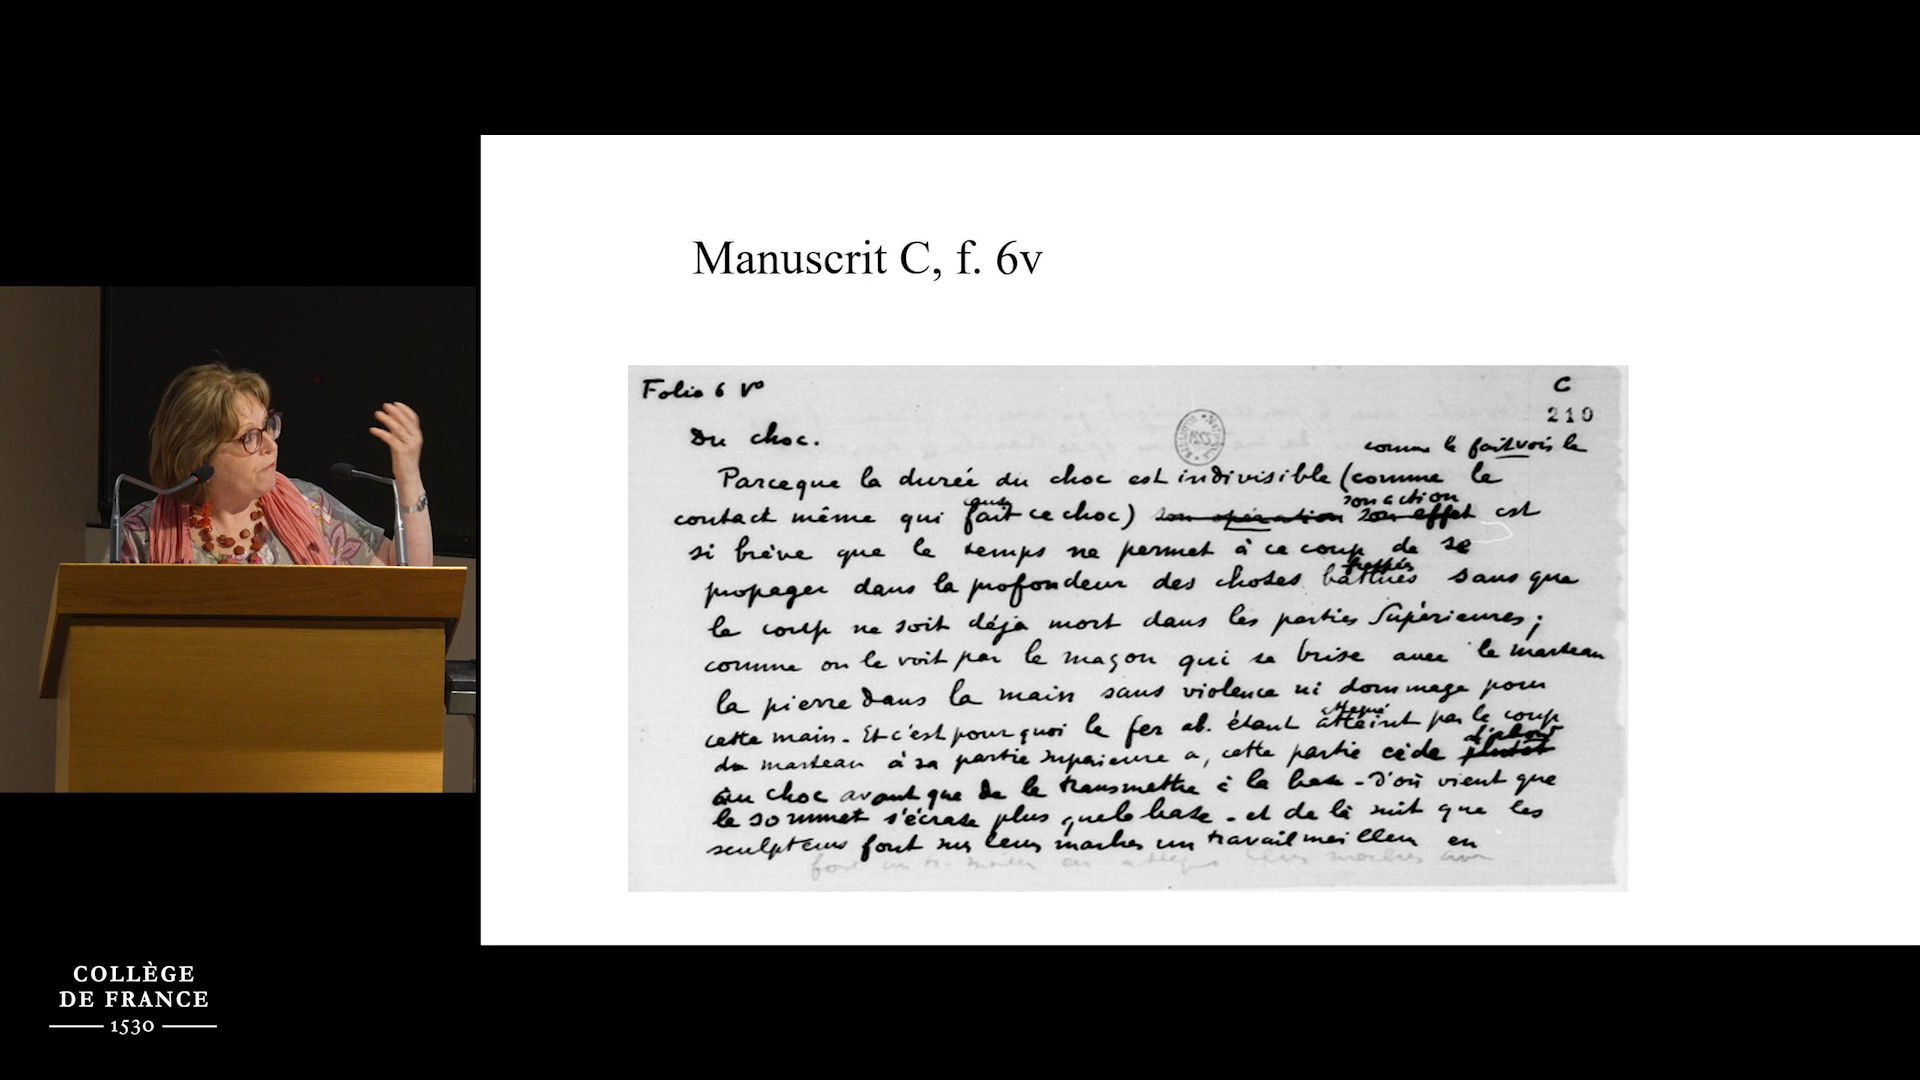 Manuscrit C, f. 6v
Folio 6 Vº
C
210
Du choc.
comme le fait voir le
Parceque la durée du choc est indivisible (comme le
contact même qui fait ce choc) son opération son effet est
son action
si brève que le temps ne permet à ce coup de se
propager dans la profondeur des choses battues sans que
frappées
le coup ne soit déjà mort dans les parties supérieures;
comme on le voit par le maçon qui se brise avec le marteau
la pierre dans la main sans violence ni dommage pour
cette main. Et c'est pourquoi le fer ab. étant atteint par le coup
du marteau à sa partie supérieure a, cette partie cède plutôt
d'abord
au choc avant que de le transmettre à la base - D'où vient que
le sommet s'écrase plus que la base - et de là suit que les
sculpteurs font sur leurs marbres un travail meilleur en
COLLÈGE
DE FRANCE
1530